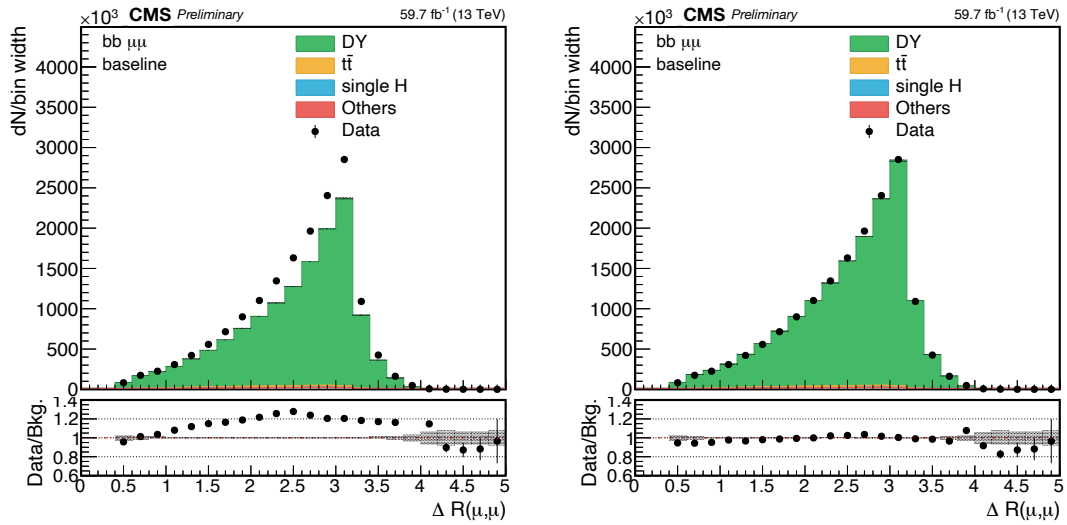 ×10³ CMS Preliminary 59.7 fb⁻¹ (13 TeV)
dN/bin width
bb μμ
baseline
DY
tt̄
single H
Others
Data
4000
3500
3000
2500
2000
1500
1000
500
0
Data/Bkg.
1.4
1.2
1
0.8
0.6
0 0.5 1 1.5 2 2.5 3 3.5 4 4.5 5
Δ R(μ,μ)
×10³ CMS Preliminary 59.7 fb⁻¹ (13 TeV)
dN/bin width
bb μμ
baseline
DY
tt̄
single H
Others
Data
4000
3500
3000
2500
2000
1500
1000
500
0
Data/Bkg.
1.4
1.2
1
0.8
0.6
0 0.5 1 1.5 2 2.5 3 3.5 4 4.5 5
Δ R(μ,μ)